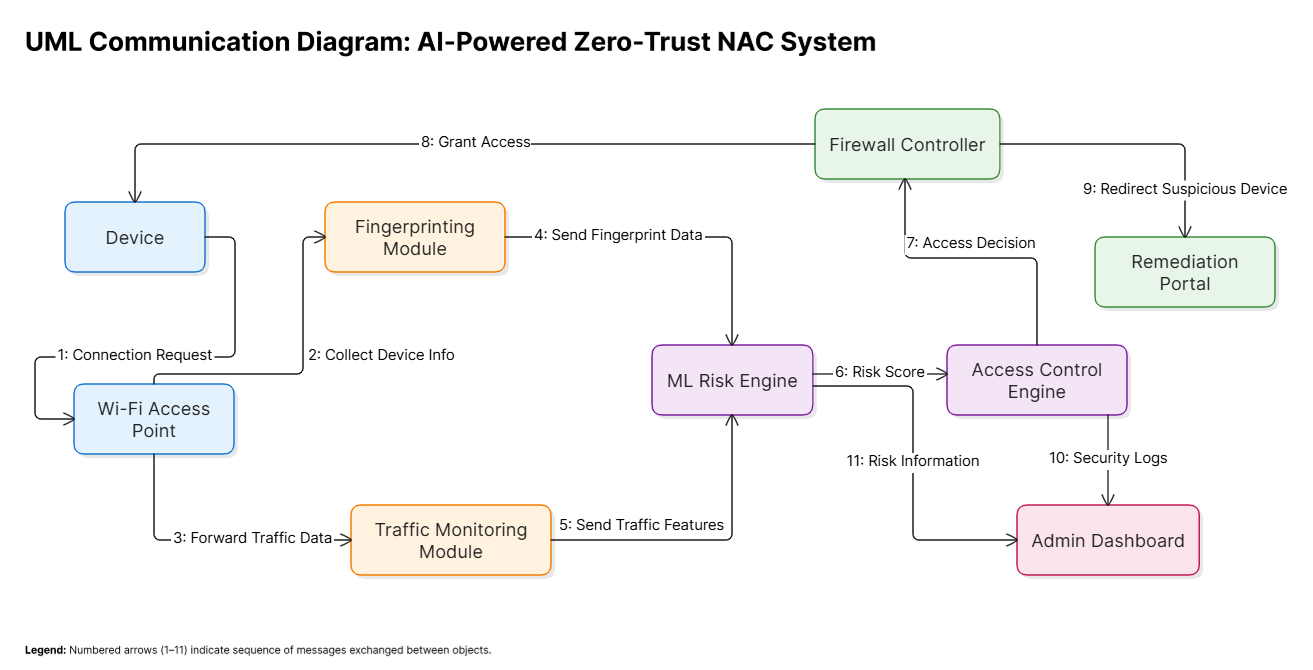 UML Communication Diagram: AI-Powered Zero-Trust NAC System
8: Grant Access
Firewall Controller
9: Redirect Suspicious Device
Device
Fingerprinting
Module
4: Send Fingerprint Data
7: Access Decision
Remediation
Portal
1: Connection Request
2: Collect Device Info
ML Risk Engine
6: Risk Score
Access Control
Engine
Wi-Fi Access
Point
11: Risk Information
10: Security Logs
3: Forward Traffic Data
Traffic Monitoring
Module
5: Send Traffic Features
Admin Dashboard
Legend: Numbered arrows (1–11) indicate sequence of messages exchanged between objects.